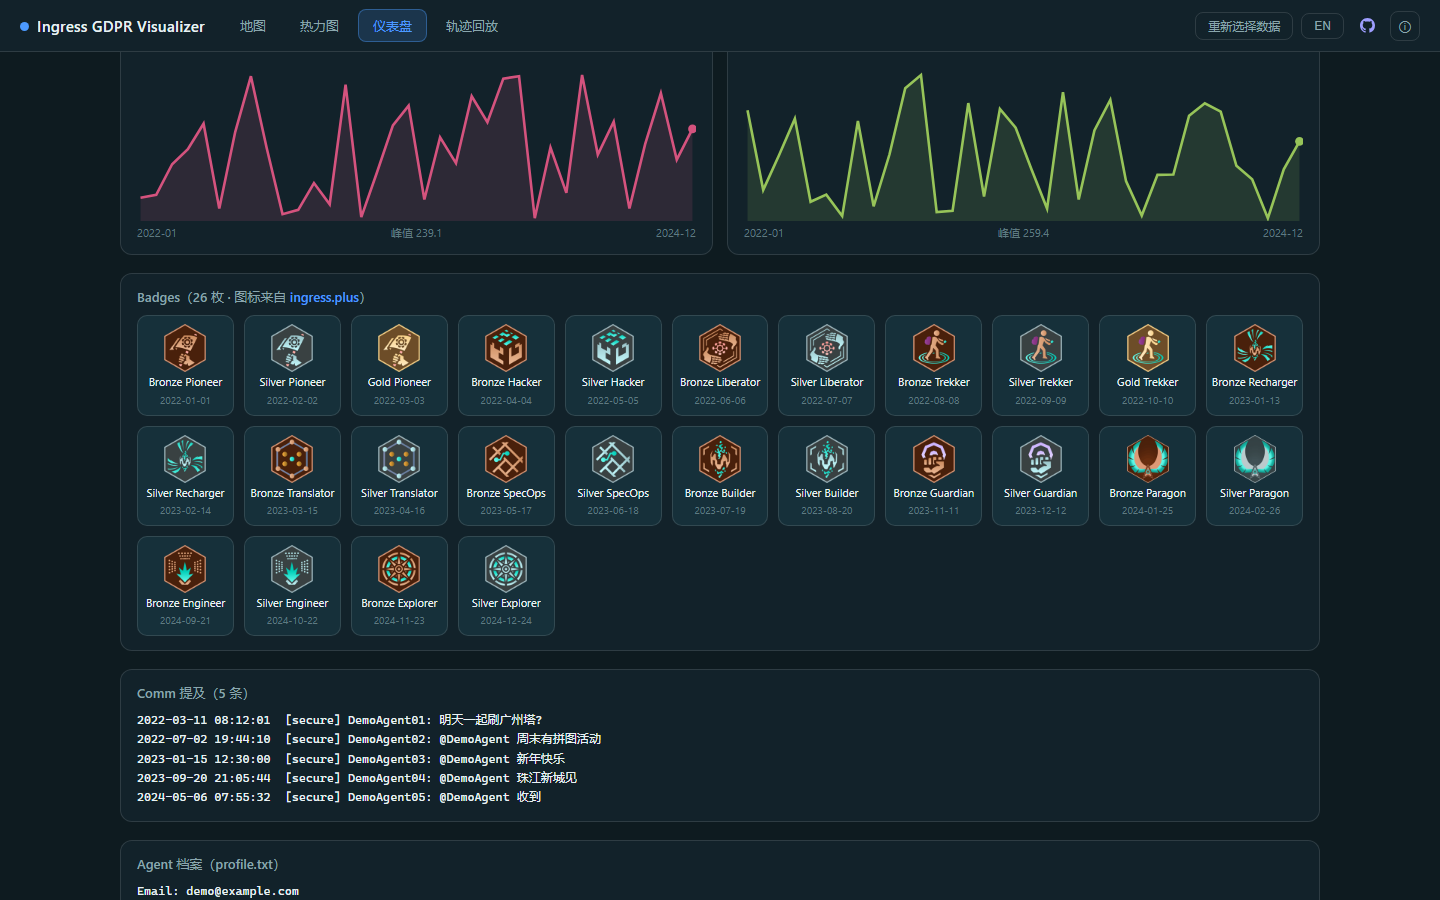 Ingress GDPR Visualizer 地图 热力图 仪表盘 轨迹回放 重新选择数据 EN
2022-01 峰值 239.1 2024-12
2022-01 峰值 259.4 2024-12
Badges（26 枚 · 图标来自 ingress.plus）
Bronze Pioneer Silver Pioneer Gold Pioneer Bronze Hacker Silver Hacker Bronze Liberator Silver Liberator Bronze Trekker Silver Trekker Gold Trekker Bronze Recharger
2022-01-01 2022-02-02 2022-03-03 2022-04-04 2022-05-05 2022-06-06 2022-07-07 2022-08-08 2022-09-09 2022-10-10 2023-01-13
Silver Recharger Bronze Translator Silver Translator Bronze SpecOps Silver SpecOps Bronze Builder Silver Builder Bronze Guardian Silver Guardian Bronze Paragon Silver Paragon
2023-02-14 2023-03-15 2023-04-16 2023-05-17 2023-06-18 2023-07-19 2023-08-20 2023-11-11 2023-12-12 2024-01-25 2024-02-26
Bronze Engineer Silver Engineer Bronze Explorer Silver Explorer
2024-09-21 2024-10-22 2024-11-23 2024-12-24
Comm 提及（5 条）
2022-03-11 08:12:01 [secure] DemoAgent01: 明天一起刷广州塔?
2022-07-02 19:44:10 [secure] DemoAgent02: @DemoAgent 周末有拼图活动
2023-01-15 12:30:00 [secure] DemoAgent03: @DemoAgent 新年快乐
2023-09-20 21:05:44 [secure] DemoAgent04: @DemoAgent 珠江新城见
2024-05-06 07:55:32 [secure] DemoAgent05: @DemoAgent 收到
Agent 档案（profile.txt）
Email: demo@example.com